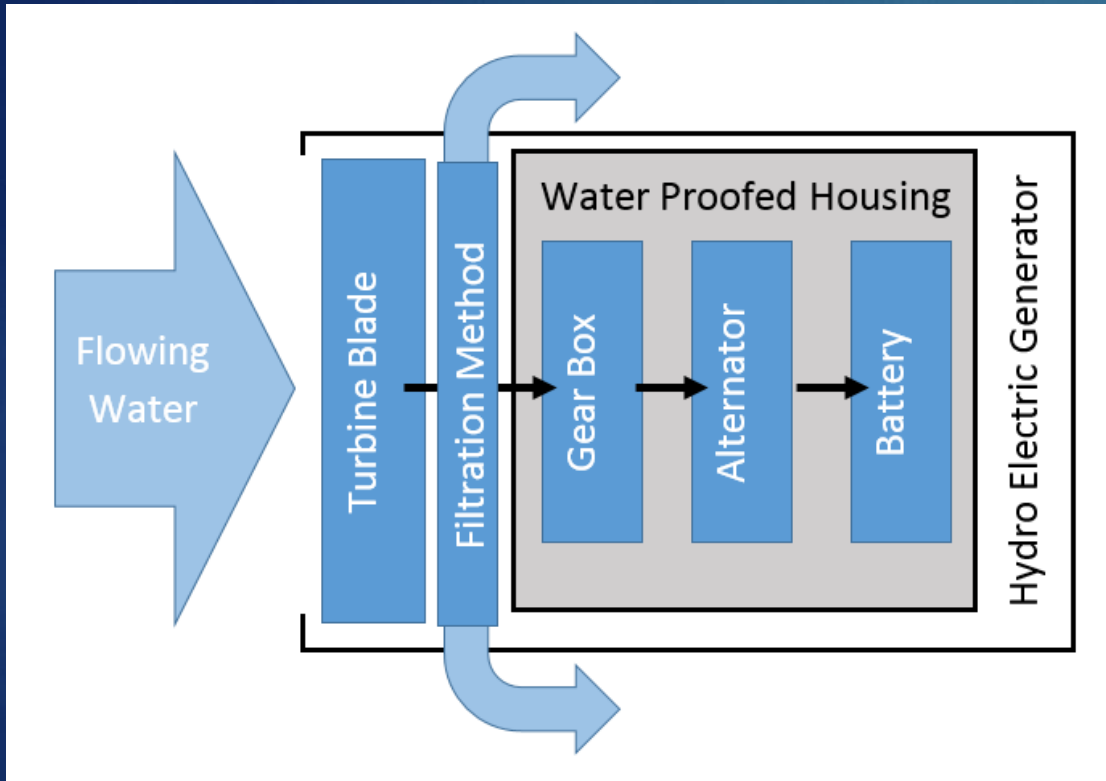 Flowing
Water
Turbine Blade
Filtration Method
Water Proofed Housing
Gear Box
Alternator
Battery
Hydro Electric Generator